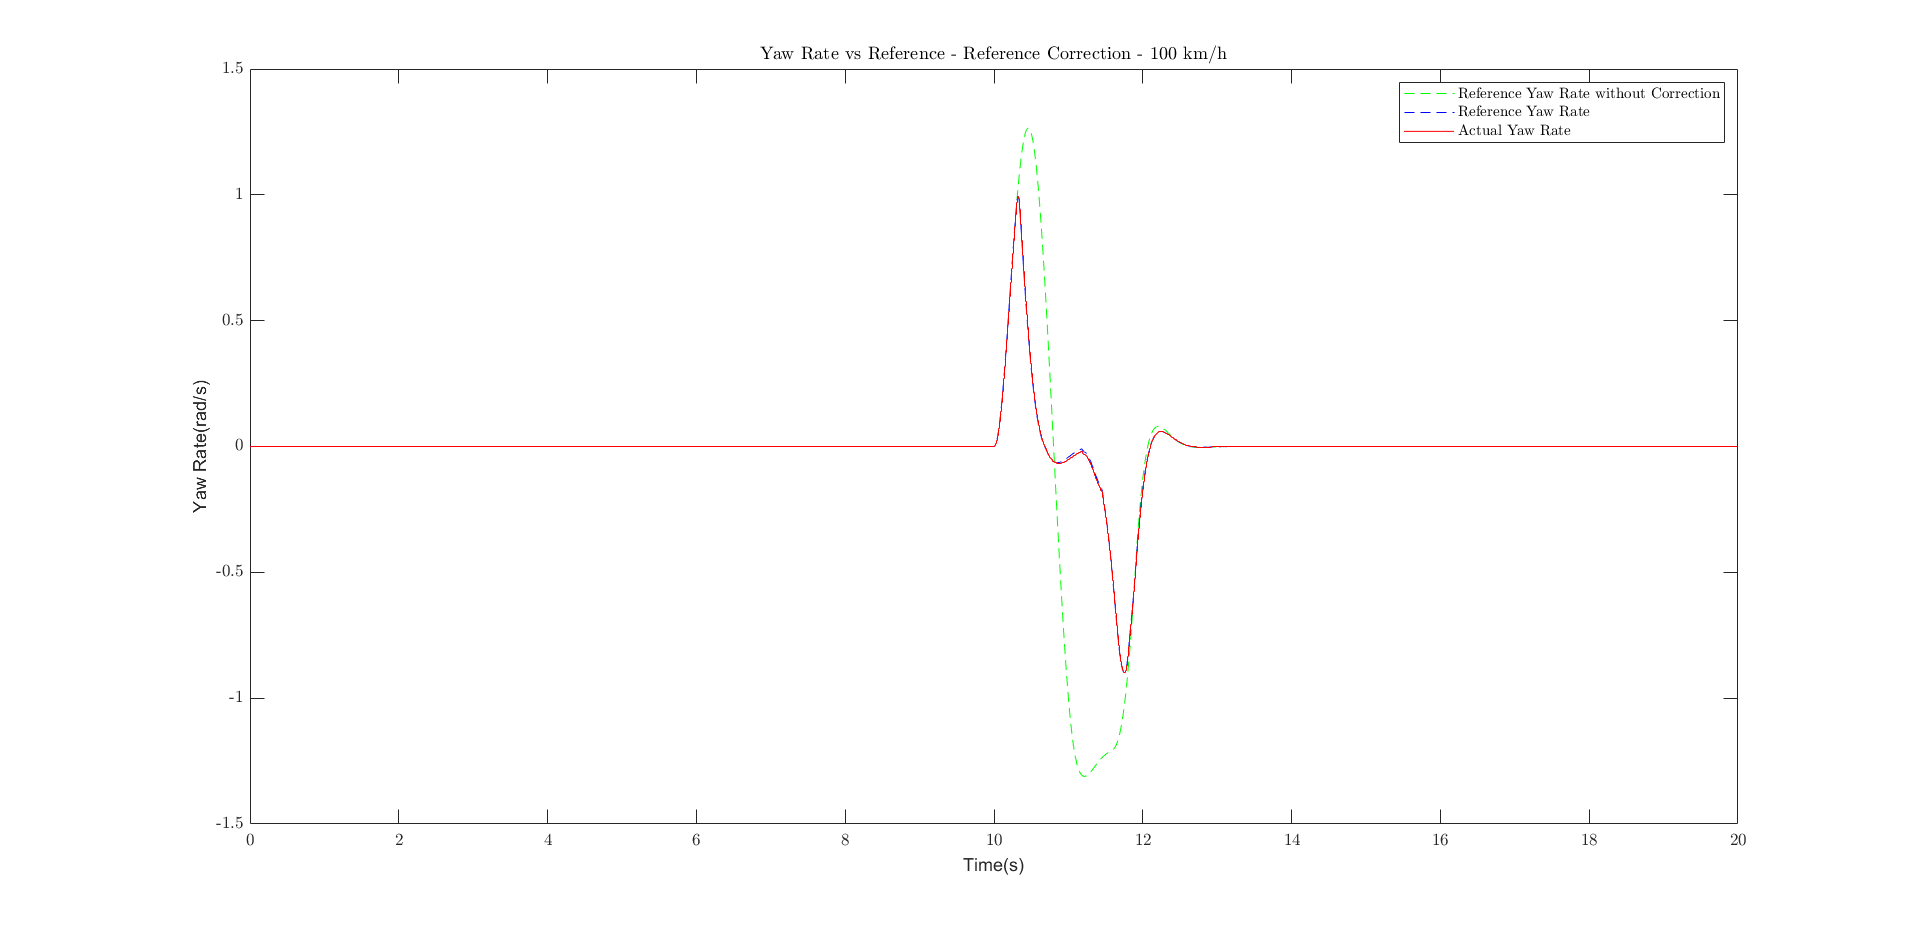 Yaw Rate vs Reference - Reference Correction - 100 km/h
1.5
Reference Yaw Rate without Correction
Reference Yaw Rate
Actual Yaw Rate
1
0.5
0
-0.5
-1
-1.5
Yaw Rate(rad/s)
0 2 4 6 8 10 12 14 16 18 20
Time(s)